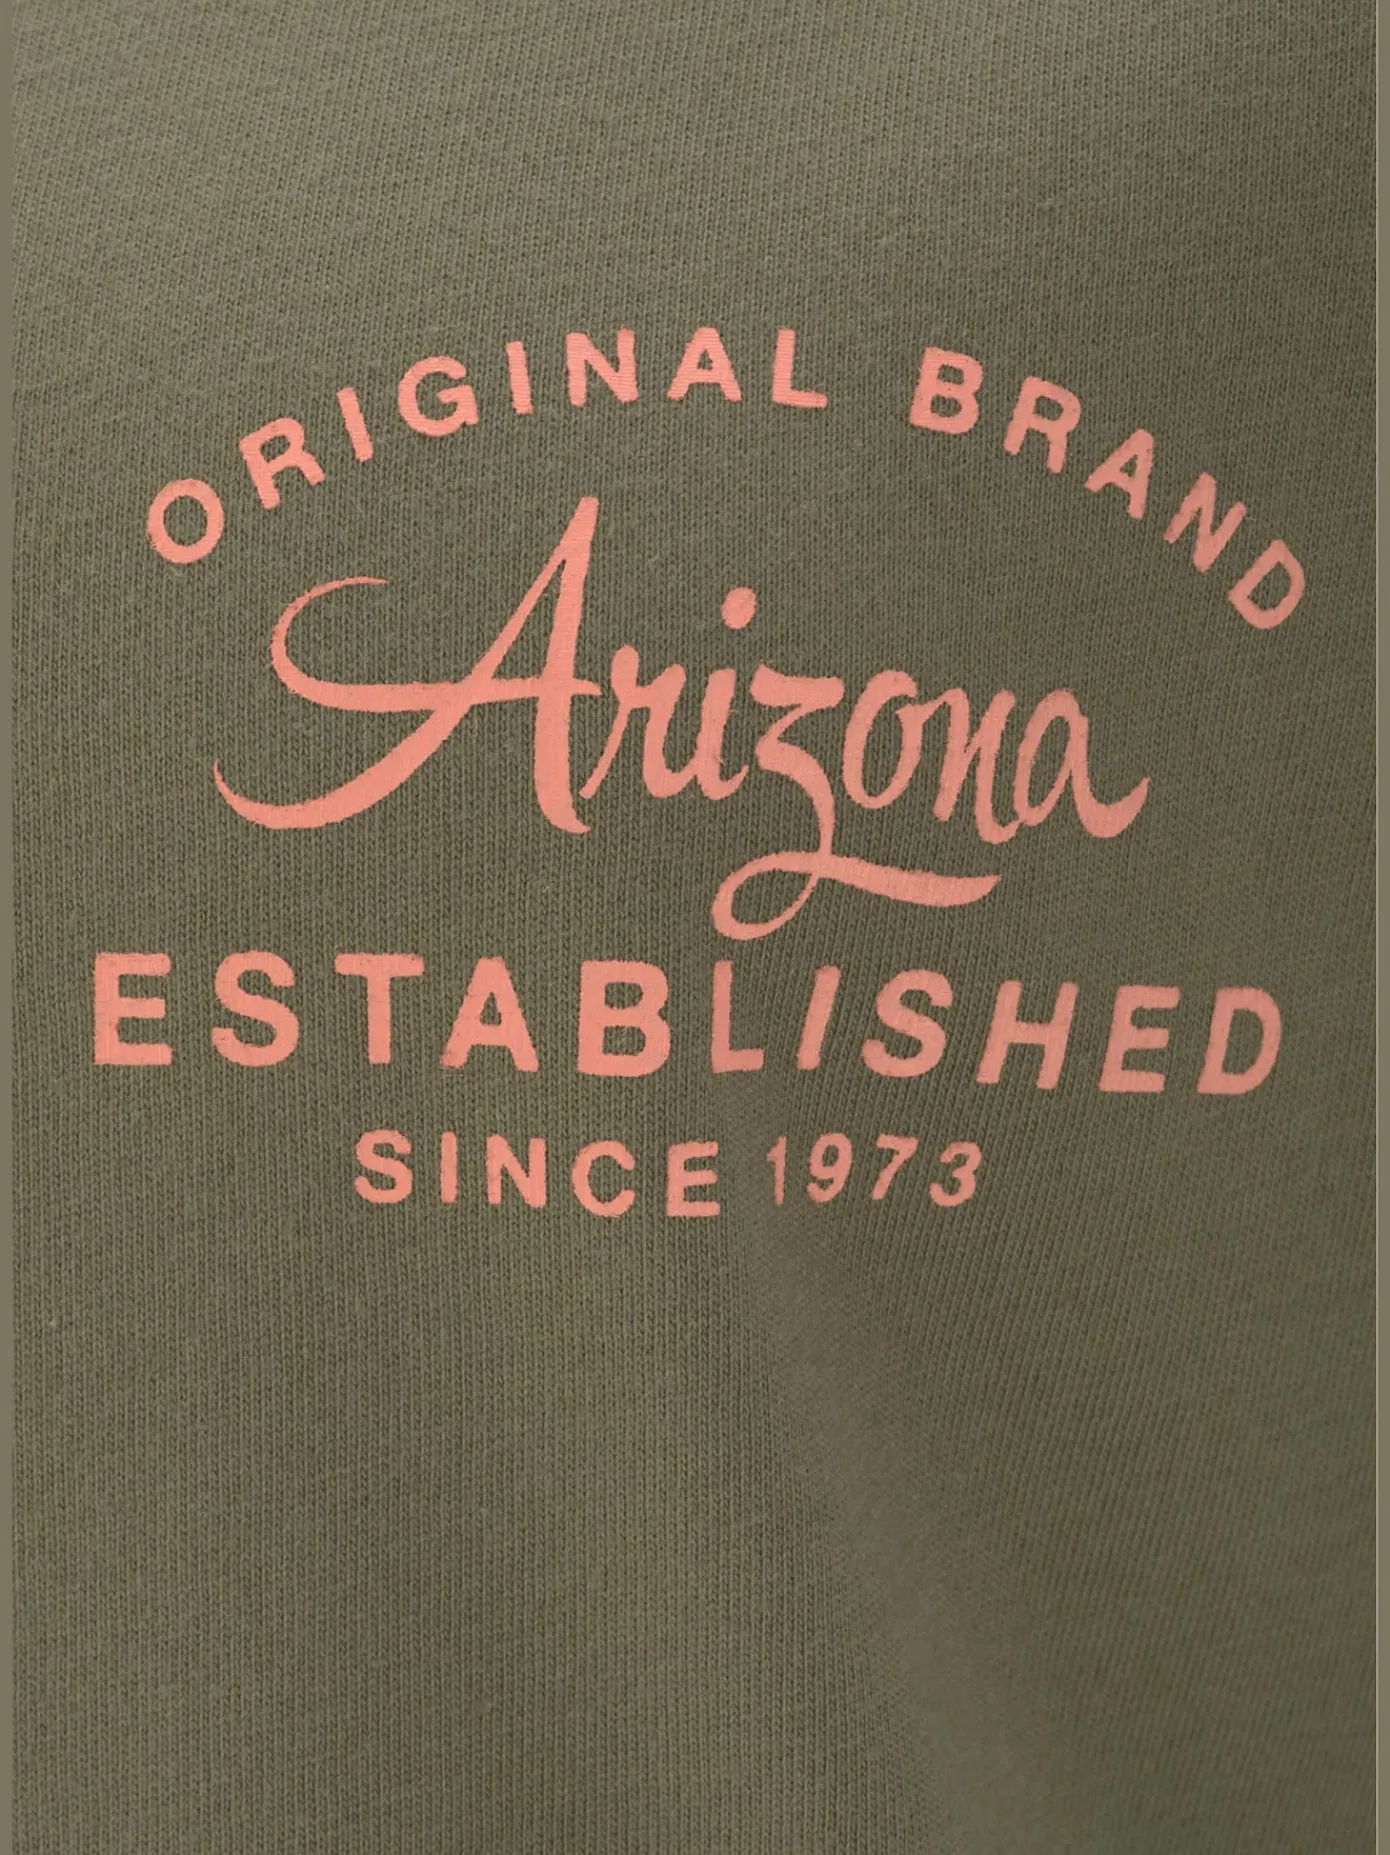 ORIGINAL BRAND
Arizona
ESTABLISHED
SINCE 1973